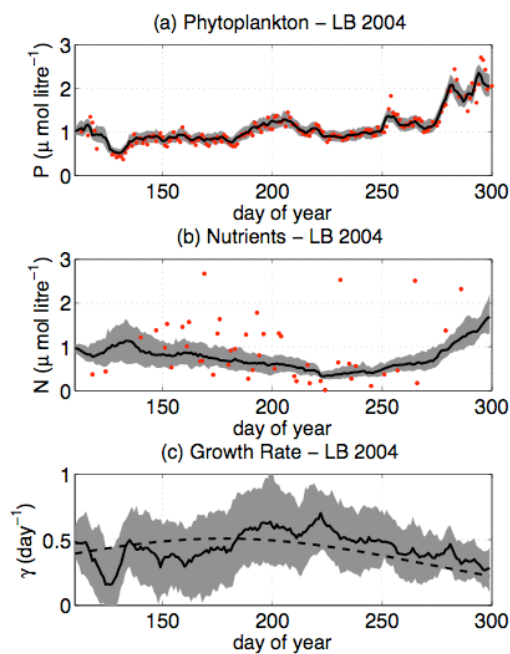 (a) Phytoplankton – LB 2004
P (μ mol litre⁻¹)
3
2
1
0
150 200 250 300
day of year
(b) Nutrients – LB 2004
N (μ mol litre⁻¹)
3
2
1
0
150 200 250 300
day of year
(c) Growth Rate – LB 2004
γ (day⁻¹)
1
0.5
0
150 200 250 300
day of year